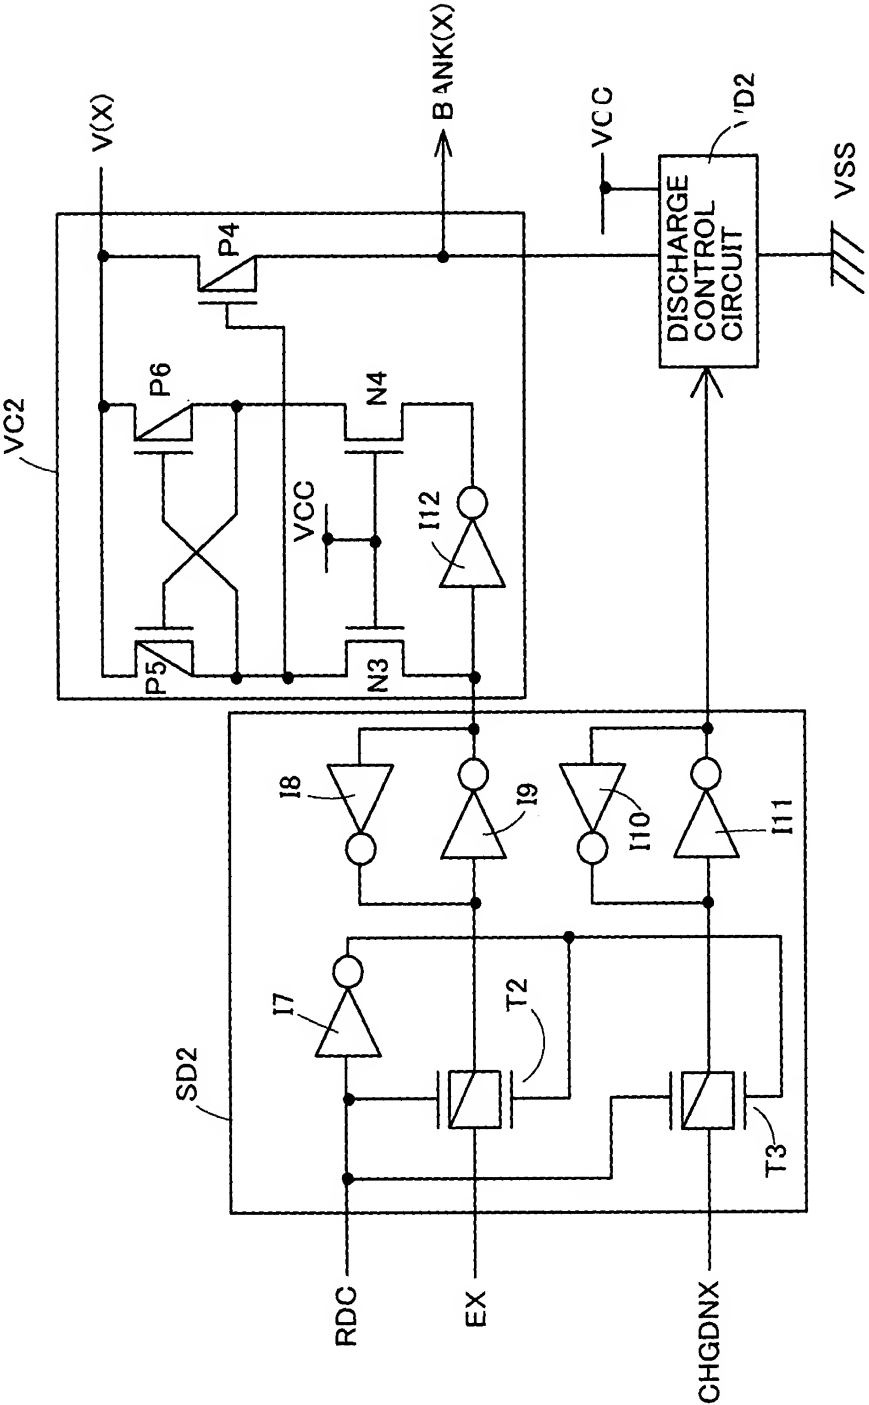 VC2
V(X)
P5
P6
P4
VCC
N3
N4
I12
BANK(X)
VCC
DISCHARGE
CONTROL
CIRCUIT
VD2
VSS
SD2
RDC
I7
I8
EX
T2
I9
I10
CHGDNX
T3
I11